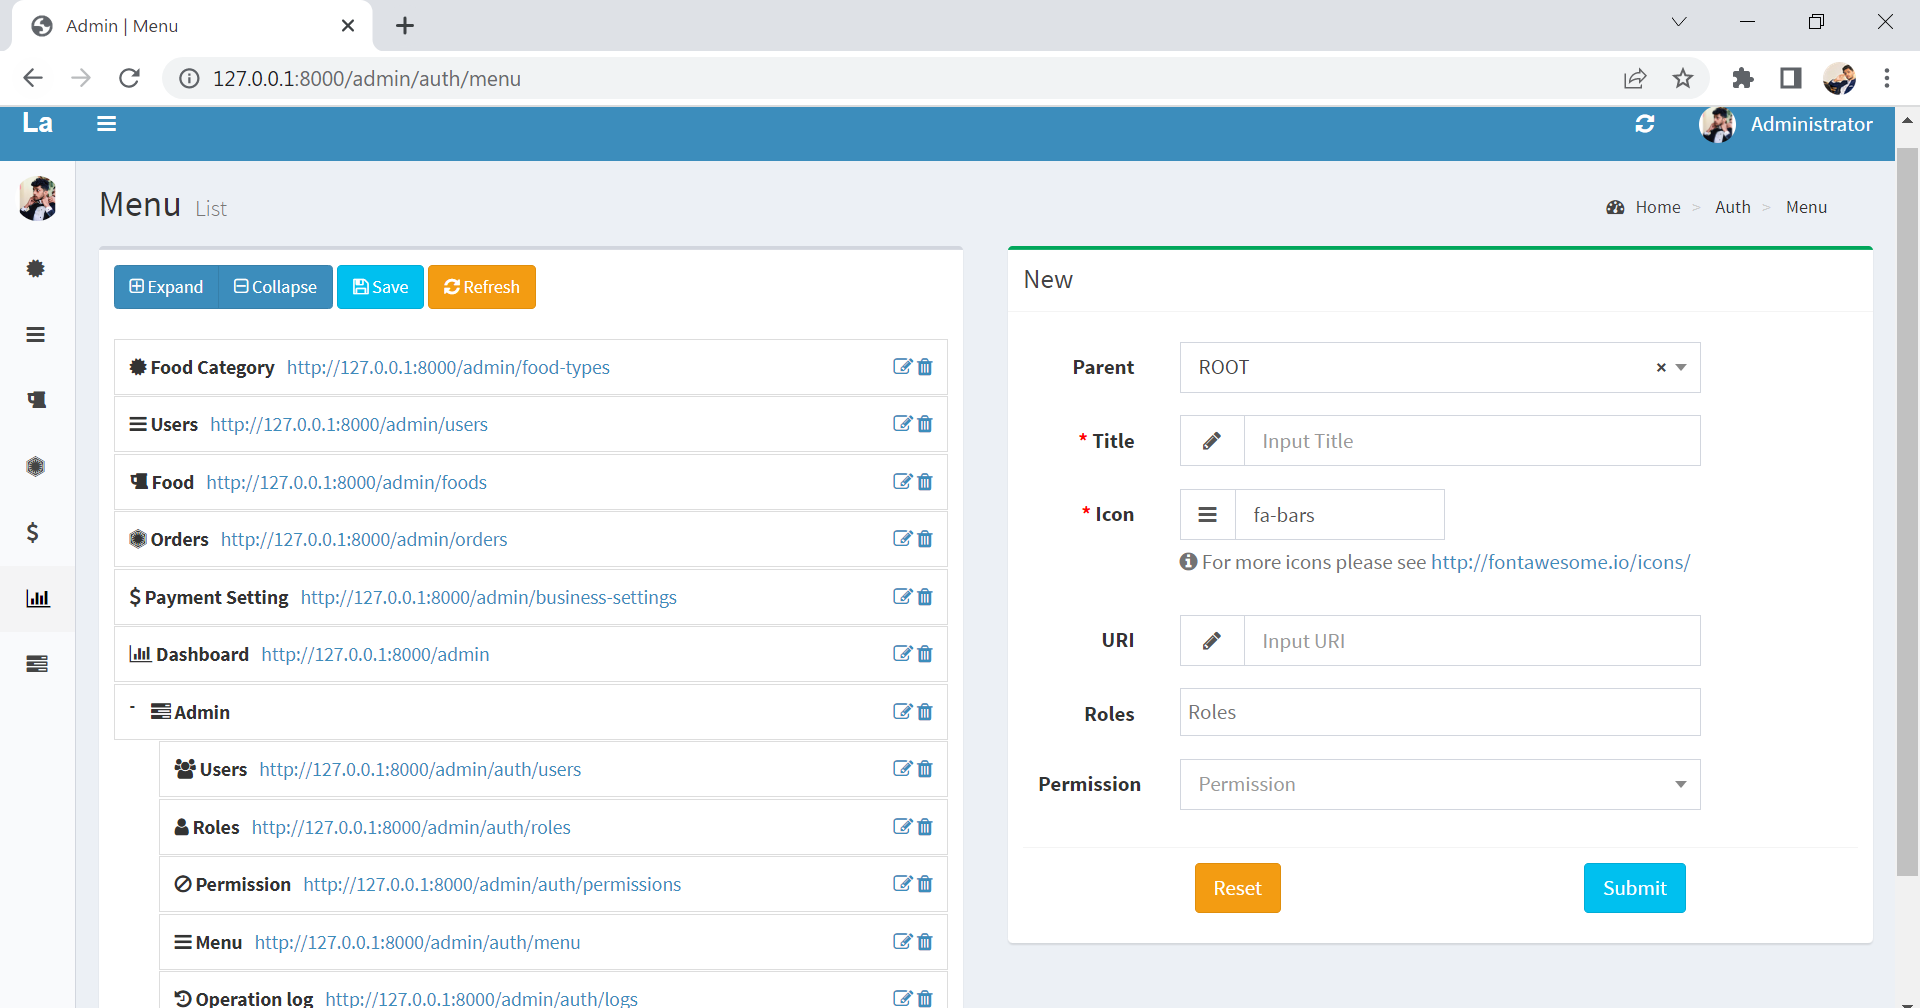 Admin | Menu
127.0.0.1:8000/admin/auth/menu
La
Administrator
Menu List
Home > Auth > Menu
Expand Collapse Save Refresh
Food Category http://127.0.0.1:8000/admin/food-types
Users http://127.0.0.1:8000/admin/users
Food http://127.0.0.1:8000/admin/foods
Orders http://127.0.0.1:8000/admin/orders
$ Payment Setting http://127.0.0.1:8000/admin/business-settings
Dashboard http://127.0.0.1:8000/admin
- Admin
Users http://127.0.0.1:8000/admin/auth/users
Roles http://127.0.0.1:8000/admin/auth/roles
Permission http://127.0.0.1:8000/admin/auth/permissions
Menu http://127.0.0.1:8000/admin/auth/menu
Operation log http://127.0.0.1:8000/admin/auth/logs
New
Parent ROOT ×
* Title Input Title
* Icon fa-bars
For more icons please see http://fontawesome.io/icons/
URI Input URI
Roles Roles
Permission Permission
Reset Submit